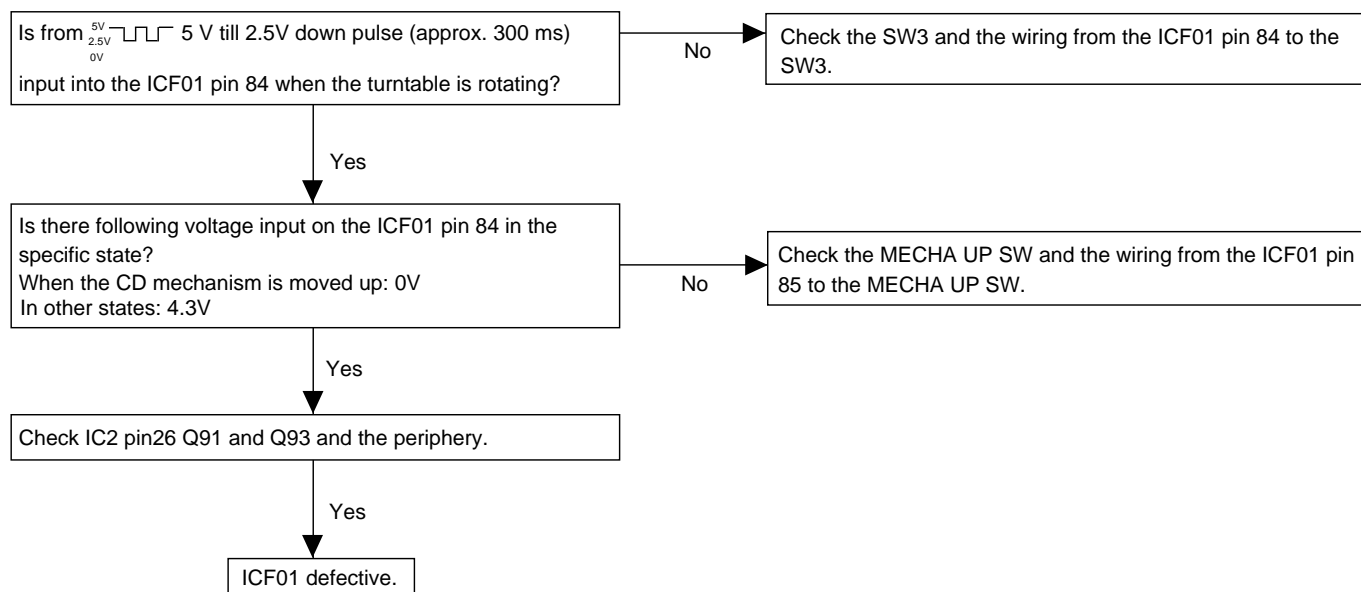 Is from 5V 2.5V 0V 5 V till 2.5V down pulse (approx. 300 ms)
input into the ICF01 pin 84 when the turntable is rotating?
No
Check the SW3 and the wiring from the ICF01 pin 84 to the
SW3.
Yes
Is there following voltage input on the ICF01 pin 84 in the
specific state?
When the CD mechanism is moved up: 0V
In other states: 4.3V
No
Check the MECHA UP SW and the wiring from the ICF01 pin
85 to the MECHA UP SW.
Yes
Check IC2 pin26 Q91 and Q93 and the periphery.
Yes
ICF01 defective.